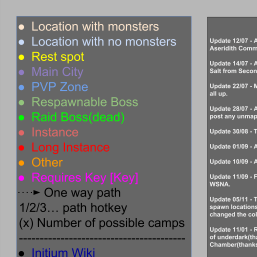 ● Location with monsters
● Location with no monsters
● Rest spot
● Main City
● PVP Zone
● Respawnable Boss
● Raid Boss(dead)
● Instance
● Long Instance
● Other
● Requires Key (Key)
----► One way path
1/2/3… path hotkey
(x) Number of possible camps
--------------------------------------
● Initium Wiki
Update 12/07 - A
Aseridith Comm
Update 14/07 - A
Salt from Secon
Update 22/07 - M
all up.
Update 28/07 - A
post any unmap
Update 30/08 - T
Update 01/09 - A
Update 10/09 - A
Update 11/09 - F
WSNA.
Update 05/11 - T
spawn locations
changed the col
Update 11/01 - R
of underdark(tha
Chamber(thanks